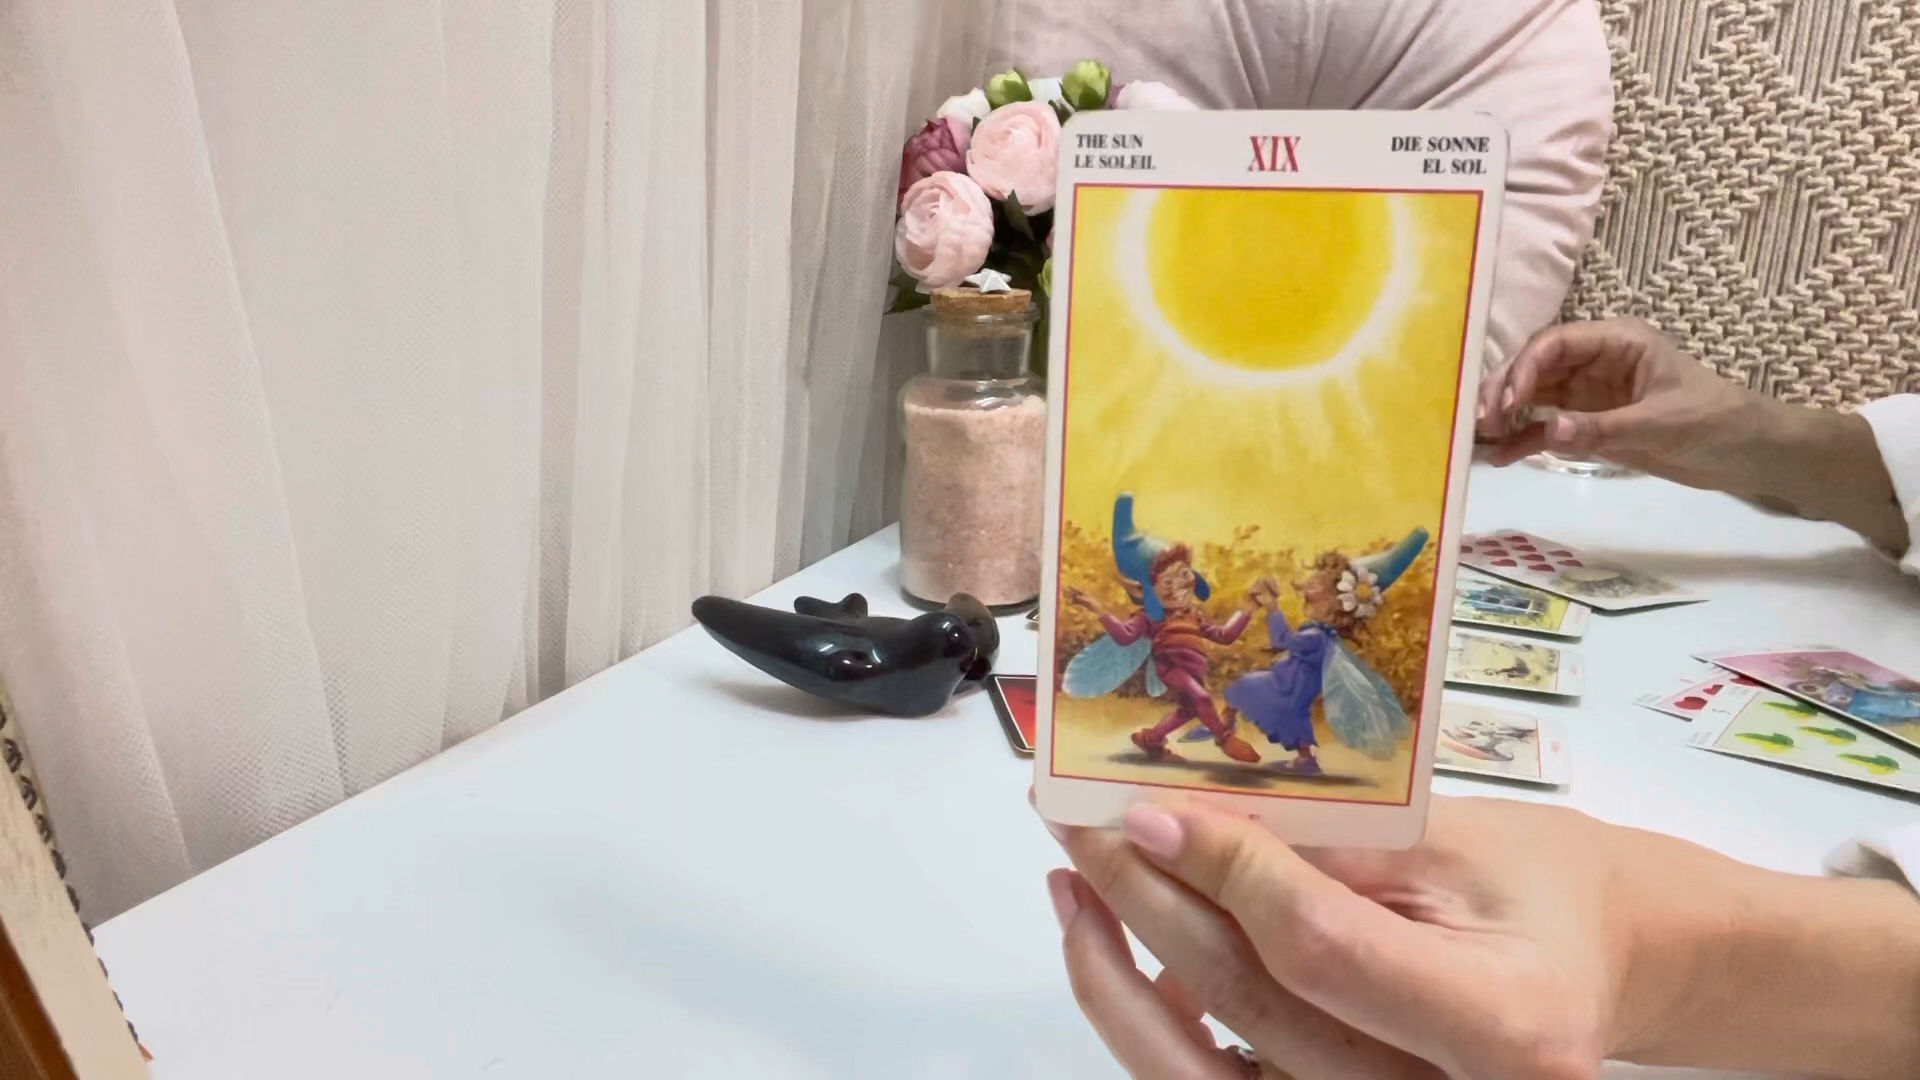 THE SUN
LE SOLEIL
XIX
DIE SONNE
EL SOL